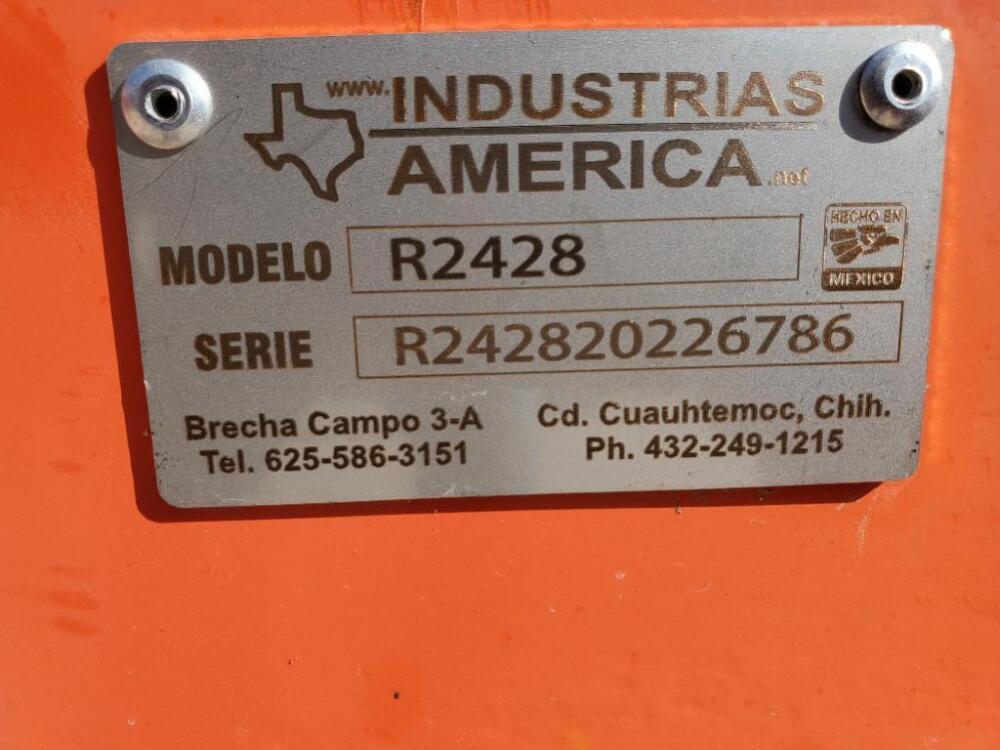 www. INDUSTRIAS
AMERICA .net
HECHO EN
MEXICO
MODELO R2428
SERIE R242820226786
Brecha Campo 3-A
Tel. 625-586-3151
Cd. Cuauhtemoc, Chih.
Ph. 432-249-1215